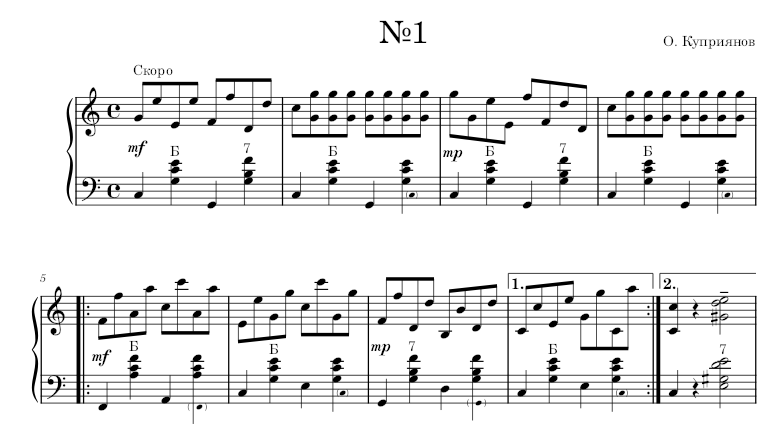 №1
О. Куприянов
Скоро
mf Б 7 Б mp Б 7 Б
5 1. 2.
mf Б Б mp 7 Б 7